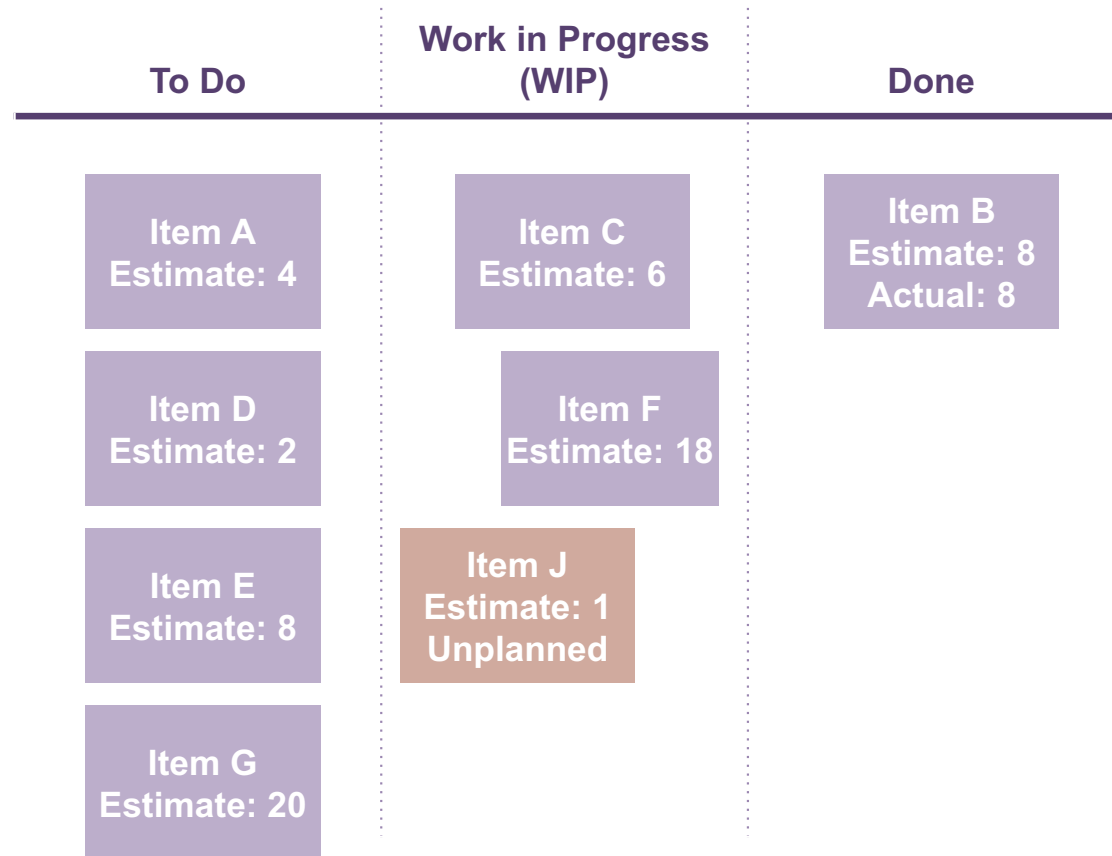 To Do
Work in Progress
(WIP)
Done
Item A
Estimate: 4
Item C
Estimate: 6
Item B
Estimate: 8
Actual: 8
Item D
Estimate: 2
Item F
Estimate: 18
Item E
Estimate: 8
Item J
Estimate: 1
Unplanned
Item G
Estimate: 20